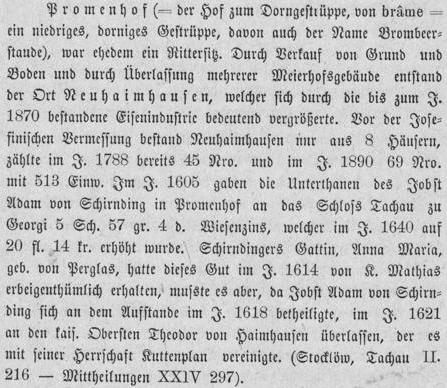 Promenhof (= der Hof zum Dorngestrüppe, von brâme =
ein niedriges, dorniges Gestrüppe, davon auch der Name Brombeer-
staude), war ehedem ein Rittersitz. Durch Verkauf von Grund und
Boden und durch Überlassung mehrerer Meierhofsgebäude entstand
der Ort Neuhaimhausen, welcher sich durch die bis zum J.
1870 bestandene Eisenindustrie bedeutend vergrößerte. Vor der Jose-
finischen Vermessung bestand Neuhaimhausen nur aus 8 Häusern,
zählte im J. 1788 bereits 45 Nro. und im J. 1890 69 Nro.
mit 513 Einw. Im J. 1605 gaben die Unterthanen des Jobst
Adam von Schirnding in Promenhof an das Schloss Tachau zu
Georgi 5 Sch. 57 gr. 4 d. Wiesenzins, welcher im J. 1640 auf
20 fl. 14 kr. erhöht wurde. Schirndingers Gattin, Anna Maria,
geb. von Perglas, hatte dieses Gut im J. 1614 von K. Mathias
erbeigenthümlich erhalten, musste es aber, da Jobst Adam von Schirn-
ding sich an dem Aufstande im J. 1618 betheiligte, im J. 1621
an den kais. Obersten Theodor von Haimhausen überlassen, der es
mit seiner Herrschaft Kuttenplan vereinigte. (Stocklöw, Tachau II.
216 — Mittheilungen XXIV 297).